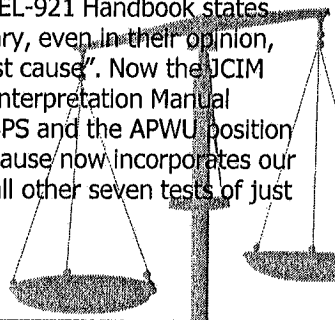 EL-921 Handbook states
ry, even in their opinion,
st cause". Now the JCIM
nterpretation Manual
PS and the APWU position
ause now incorporates our
all other seven tests of just